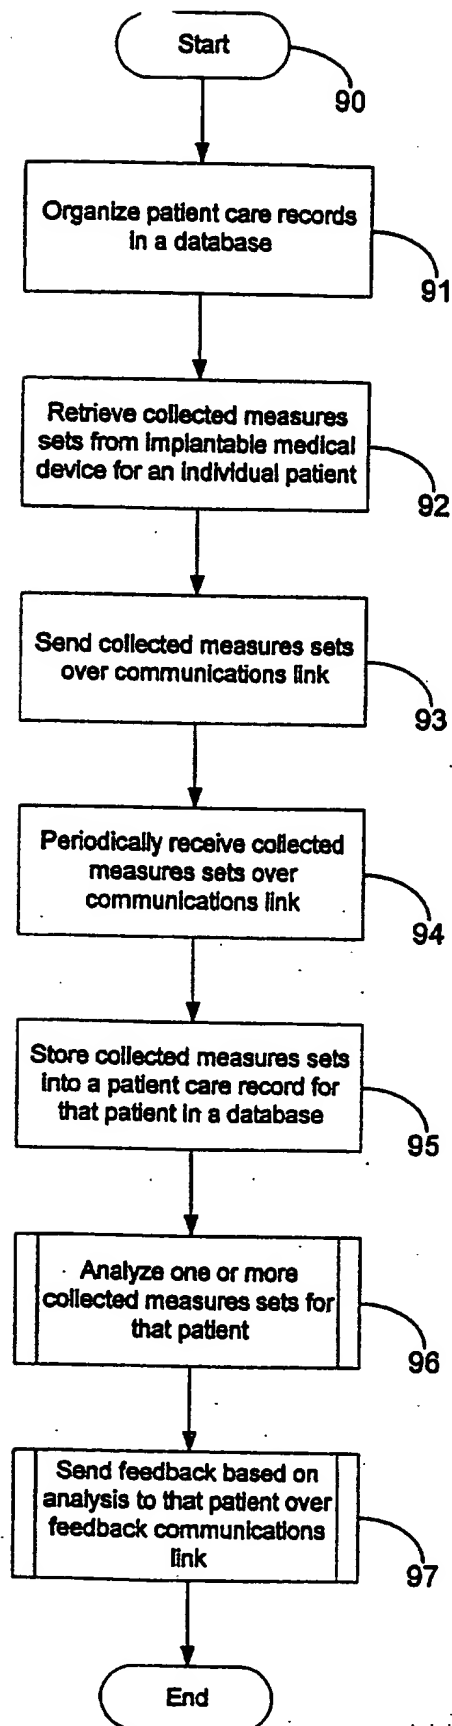 Start
90
Organize patient care records
in a database
91
Retrieve collected measures
sets from implantable medical
device for an individual patient
92
Send collected measures sets
over communications link
93
Periodically receive collected
measures sets over
communications link
94
Store collected measures sets
into a patient care record for
that patient in a database
95
Analyze one or more
collected measures sets for
that patient
96
Send feedback based on
analysis to that patient over
feedback communications
link
97
End